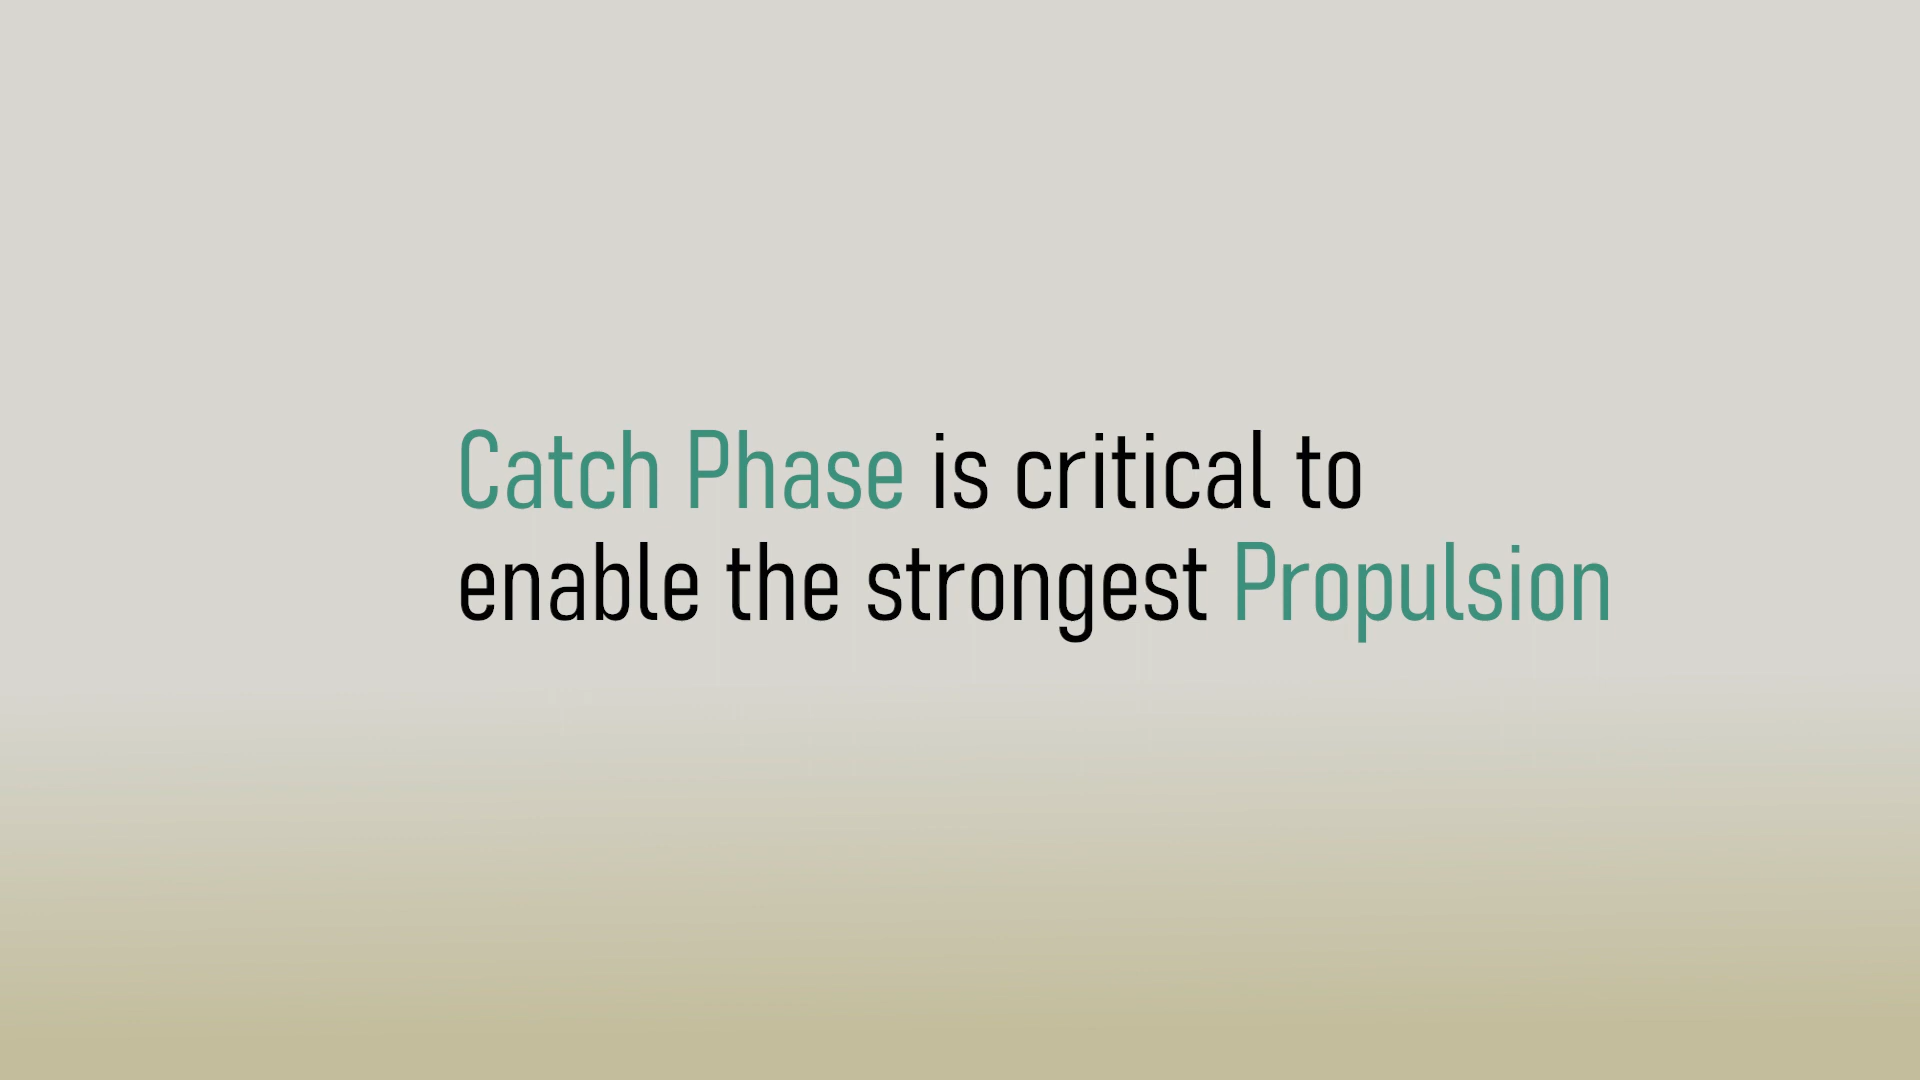 Catch Phase is critical to
enable the strongest Propulsion